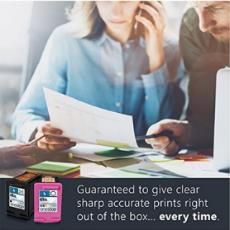 Guaranteed to give clear
sharp accurate prints right
out of the box... every time.